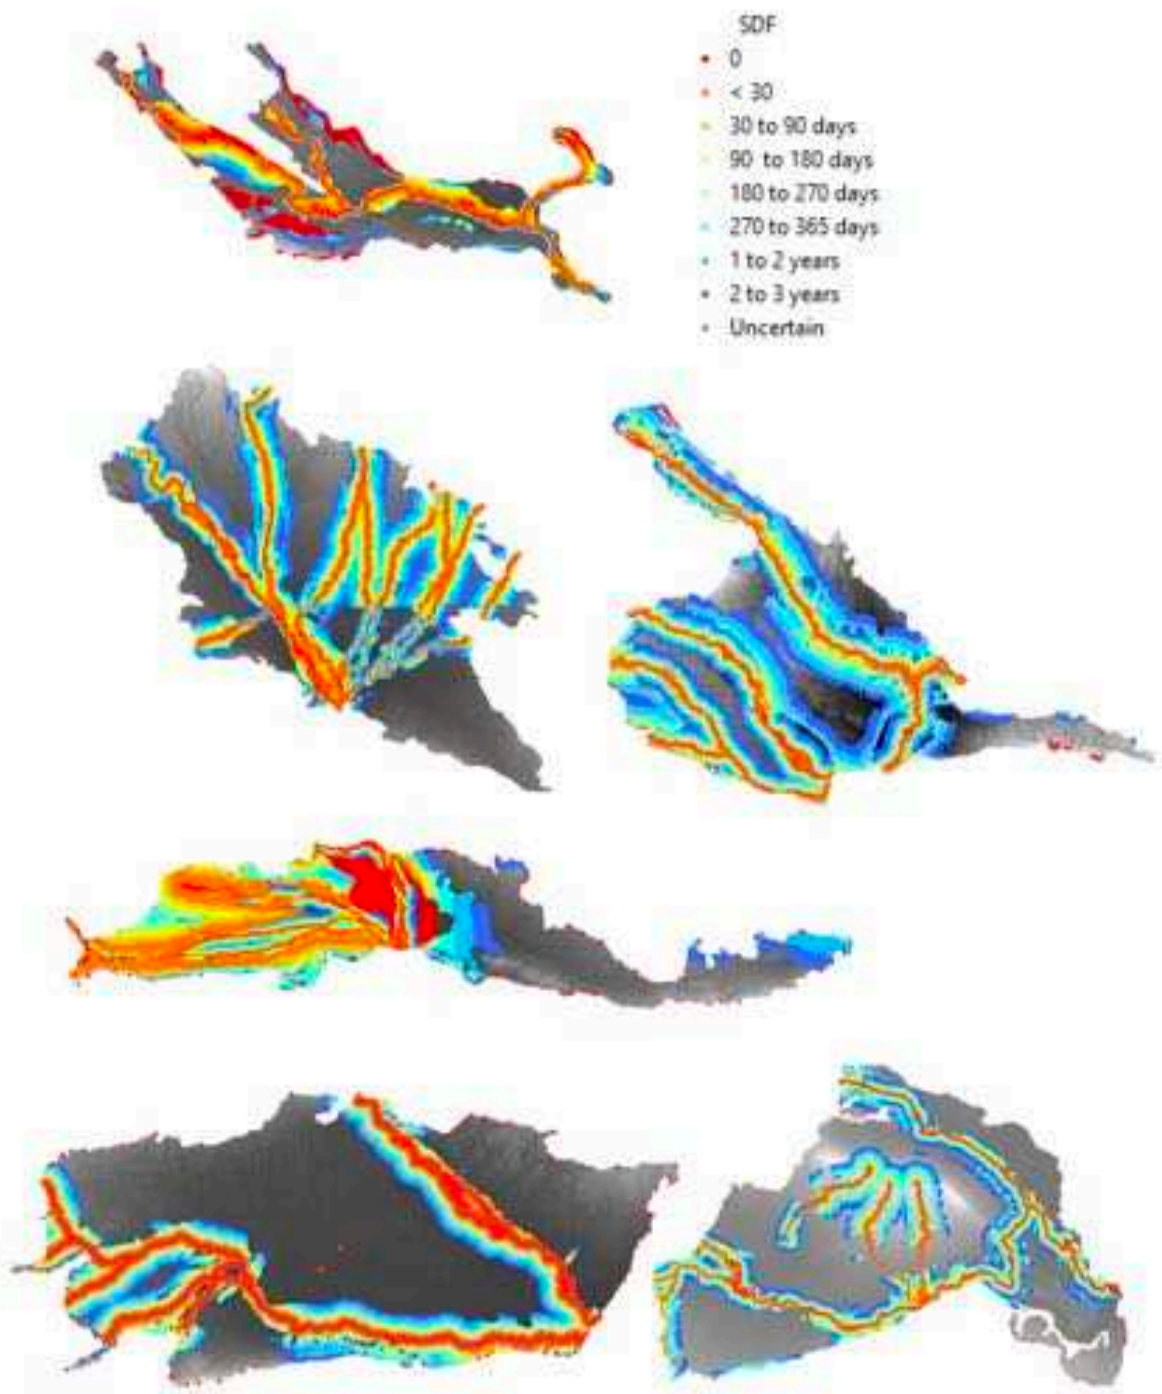 SDF
0
< 30
30 to 90 days
90 to 180 days
180 to 270 days
270 to 365 days
1 to 2 years
2 to 3 years
Uncertain